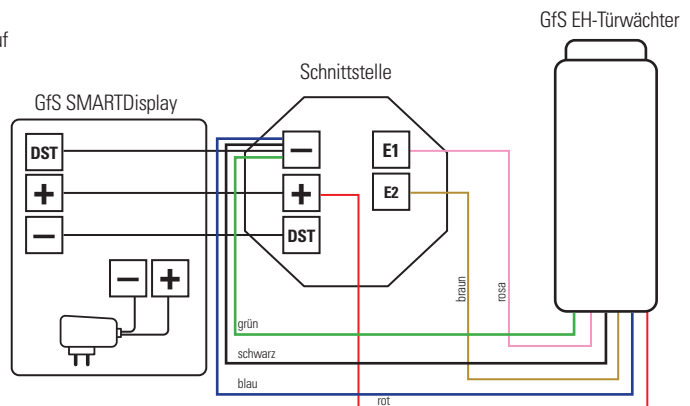 GfS EH-Türwächter
Schnittstelle
GfS SMARTDisplay
DST
+
−
− +
−
+
DST
E1
E2
braun
rosa
grün
schwarz
blau
rot